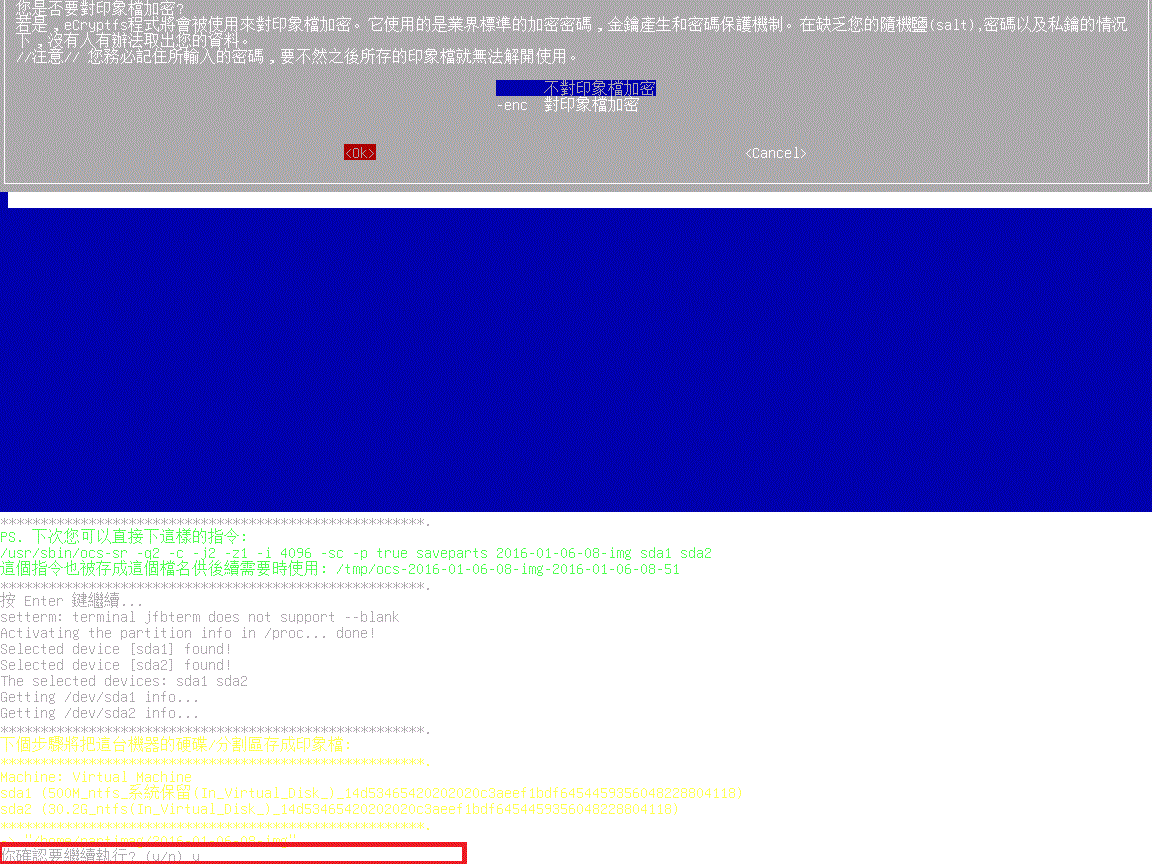 您是否要對印象檔加密?
若是,eCryptfs程式將會被使用來對印象檔加密。它使用的是業界標準的加密密碼,金鑰產生和密碼保護機制。在缺乏您的隨機鹽(salt),密碼以及私鑰的情況
下,沒有人有辦法取出您的資料。
//注意// 您務必記住所輸入的密碼,要不然之後所存的印象檔就無法解開使用。
不對印象檔加密
-enc 對印象檔加密
<Ok> <Cancel>
*****************************************************.
PS. 下次您可以直接下這樣的指令:
/usr/sbin/ocs-sr -q2 -c -j2 -z1 -i 4096 -sc -p true saveparts 2016-01-06-08-img sda1 sda2
這個指令也被存成這個檔名供後續需要時使用: /tmp/ocs-2016-01-06-08-img-2016-01-06-08-51
*****************************************************.
按 Enter 鍵繼續...
setterm: terminal jfbterm does not support --blank
Activating the partition info in /proc... done!
Selected device [sda1] found!
Selected device [sda2] found!
The selected devices: sda1 sda2
Getting /dev/sda1 info...
Getting /dev/sda2 info...
*****************************************************.
下個步驟將把這台機器的硬碟/分割區存成印象檔:
*****************************************************.
Machine: Virtual Machine
sda1 (500M_ntfs_系統保留(In_Virtual_Disk_)_14d53465420202020c3aeef1bdf6454459356048228804118)
sda2 (30.2G_ntfs(In_Virtual_Disk_)_14d53465420202020c3aeef1bdf6454459356048228804118)
*****************************************************.
你確認要繼續執行? (y/n) y